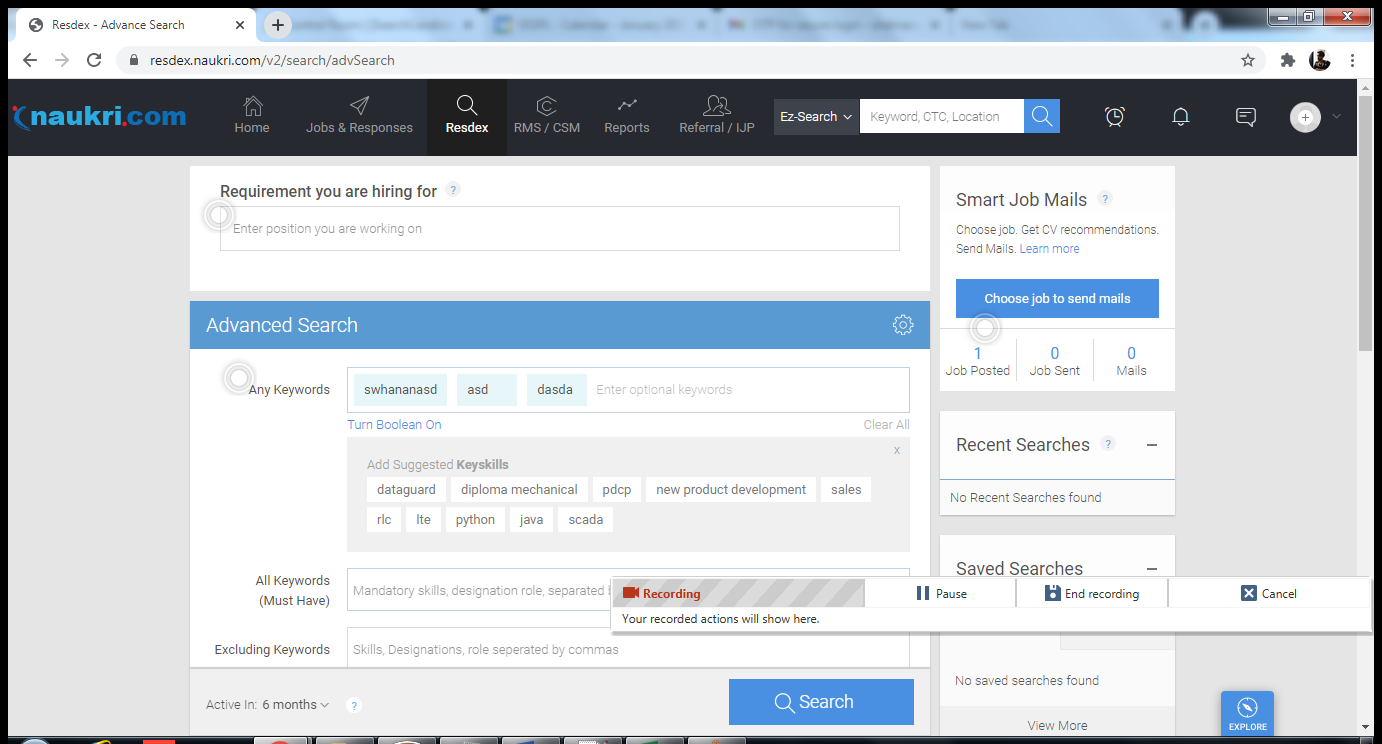 Resdex - Advance Search
resdex.naukri.com/v2/search/advSearch
naukri.com
Home
Jobs & Responses
Resdex
RMS / CSM
Reports
Referral / IJP
Ez-Search
Keyword, CTC, Location
Requirement you are hiring for ?
Enter position you are working on
Advanced Search
Any Keywords
swhananasd asd dasda Enter optional keywords
Turn Boolean On Clear All
x
Add Suggested Keyskills
dataguard diploma mechanical pdcp new product development sales
rlc lte python java scada
All Keywords
(Must Have)
Mandatory skills, designation role, separated
Excluding Keywords
Skills, Designations, role seperated by commas
Active In: 6 months ?
Search
Smart Job Mails ?
Choose job. Get CV recommendations.
Send Mails. Learn more
Choose job to send mails
1 0 0
Job Posted Job Sent Mails
Recent Searches ?
No Recent Searches found
Saved Searches
Recording Pause End recording Cancel
Your recorded actions will show here.
No saved searches found
View More
EXPLORE